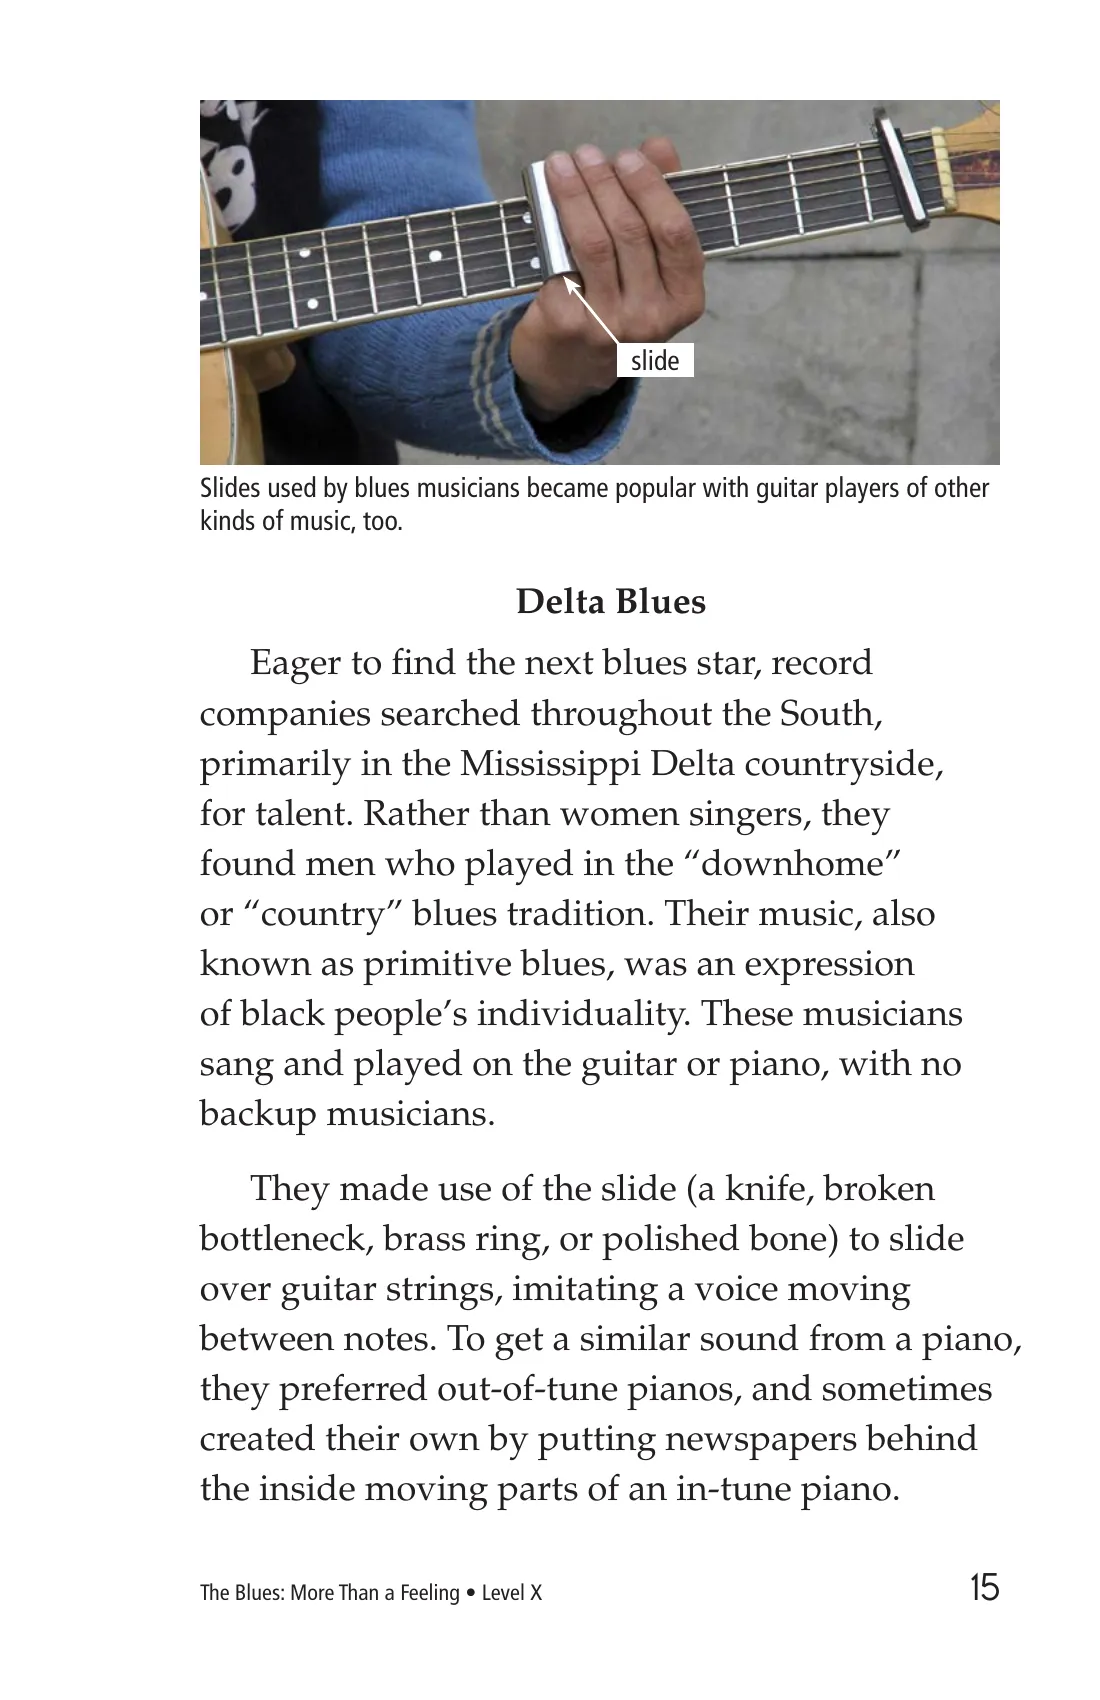 slide
Slides used by blues musicians became popular with guitar players of other
kinds of music, too.
Delta Blues
Eager to find the next blues star, record
companies searched throughout the South,
primarily in the Mississippi Delta countryside,
for talent. Rather than women singers, they
found men who played in the “downhome”
or “country” blues tradition. Their music, also
known as primitive blues, was an expression
of black people’s individuality. These musicians
sang and played on the guitar or piano, with no
backup musicians.
They made use of the slide (a knife, broken
bottleneck, brass ring, or polished bone) to slide
over guitar strings, imitating a voice moving
between notes. To get a similar sound from a piano,
they preferred out-of-tune pianos, and sometimes
created their own by putting newspapers behind
the inside moving parts of an in-tune piano.
The Blues: More Than a Feeling • Level X
15